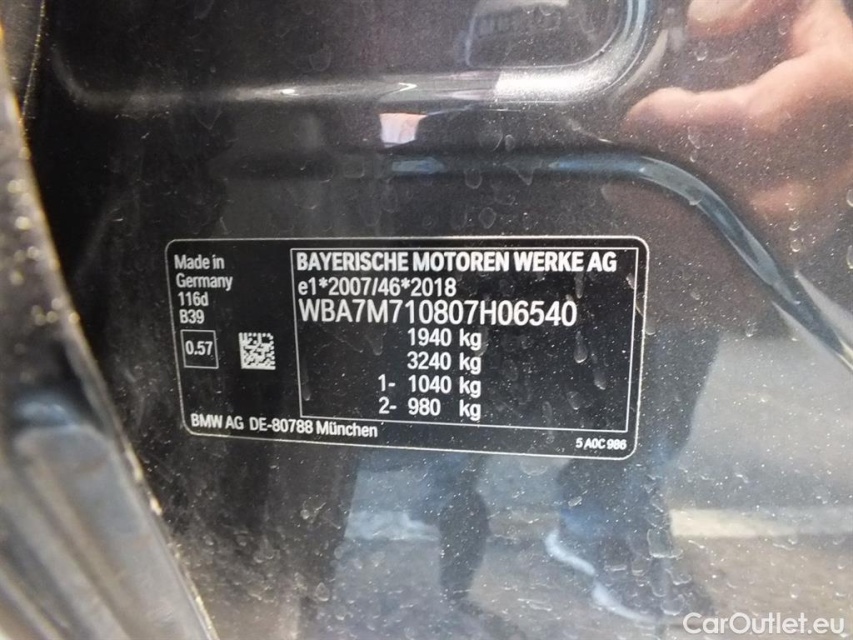 Made in
Germany
116d
B39
0.57
BAYERISCHE MOTOREN WERKE AG
e1*2007/46*2018
WBA7M710807H06540
1940 kg
3240 kg
1- 1040 kg
2- 980 kg
BMW AG DE-80788 München
5 A0C 986
CarOutlet.eu